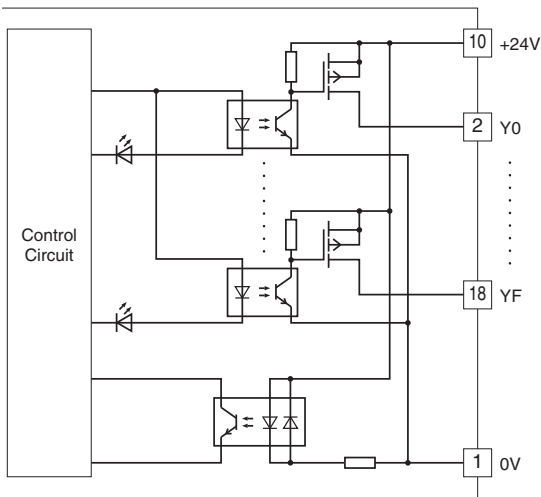 10 +24V
2 Y0
Control
Circuit
18 YF
1 0V